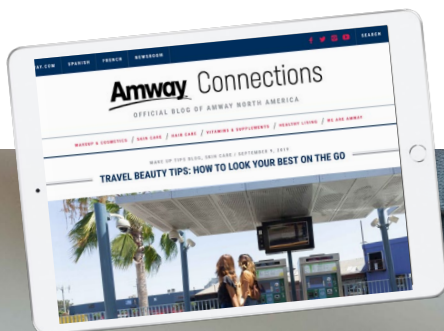 AY.COM SPANISH FRENCH NEWSROOM SEARCH
Amway Connections
OFFICIAL BLOG OF AMWAY NORTH AMERICA
MAKEUP & COSMETICS / SKIN CARE / HAIR CARE / VITAMINS & SUPPLEMENTS / HEALTHY LIVING / WE ARE AMWAY
MAKE UP TIPS BLOG, SKIN CARE / SEPTEMBER 9, 2019
TRAVEL BEAUTY TIPS: HOW TO LOOK YOUR BEST ON THE GO